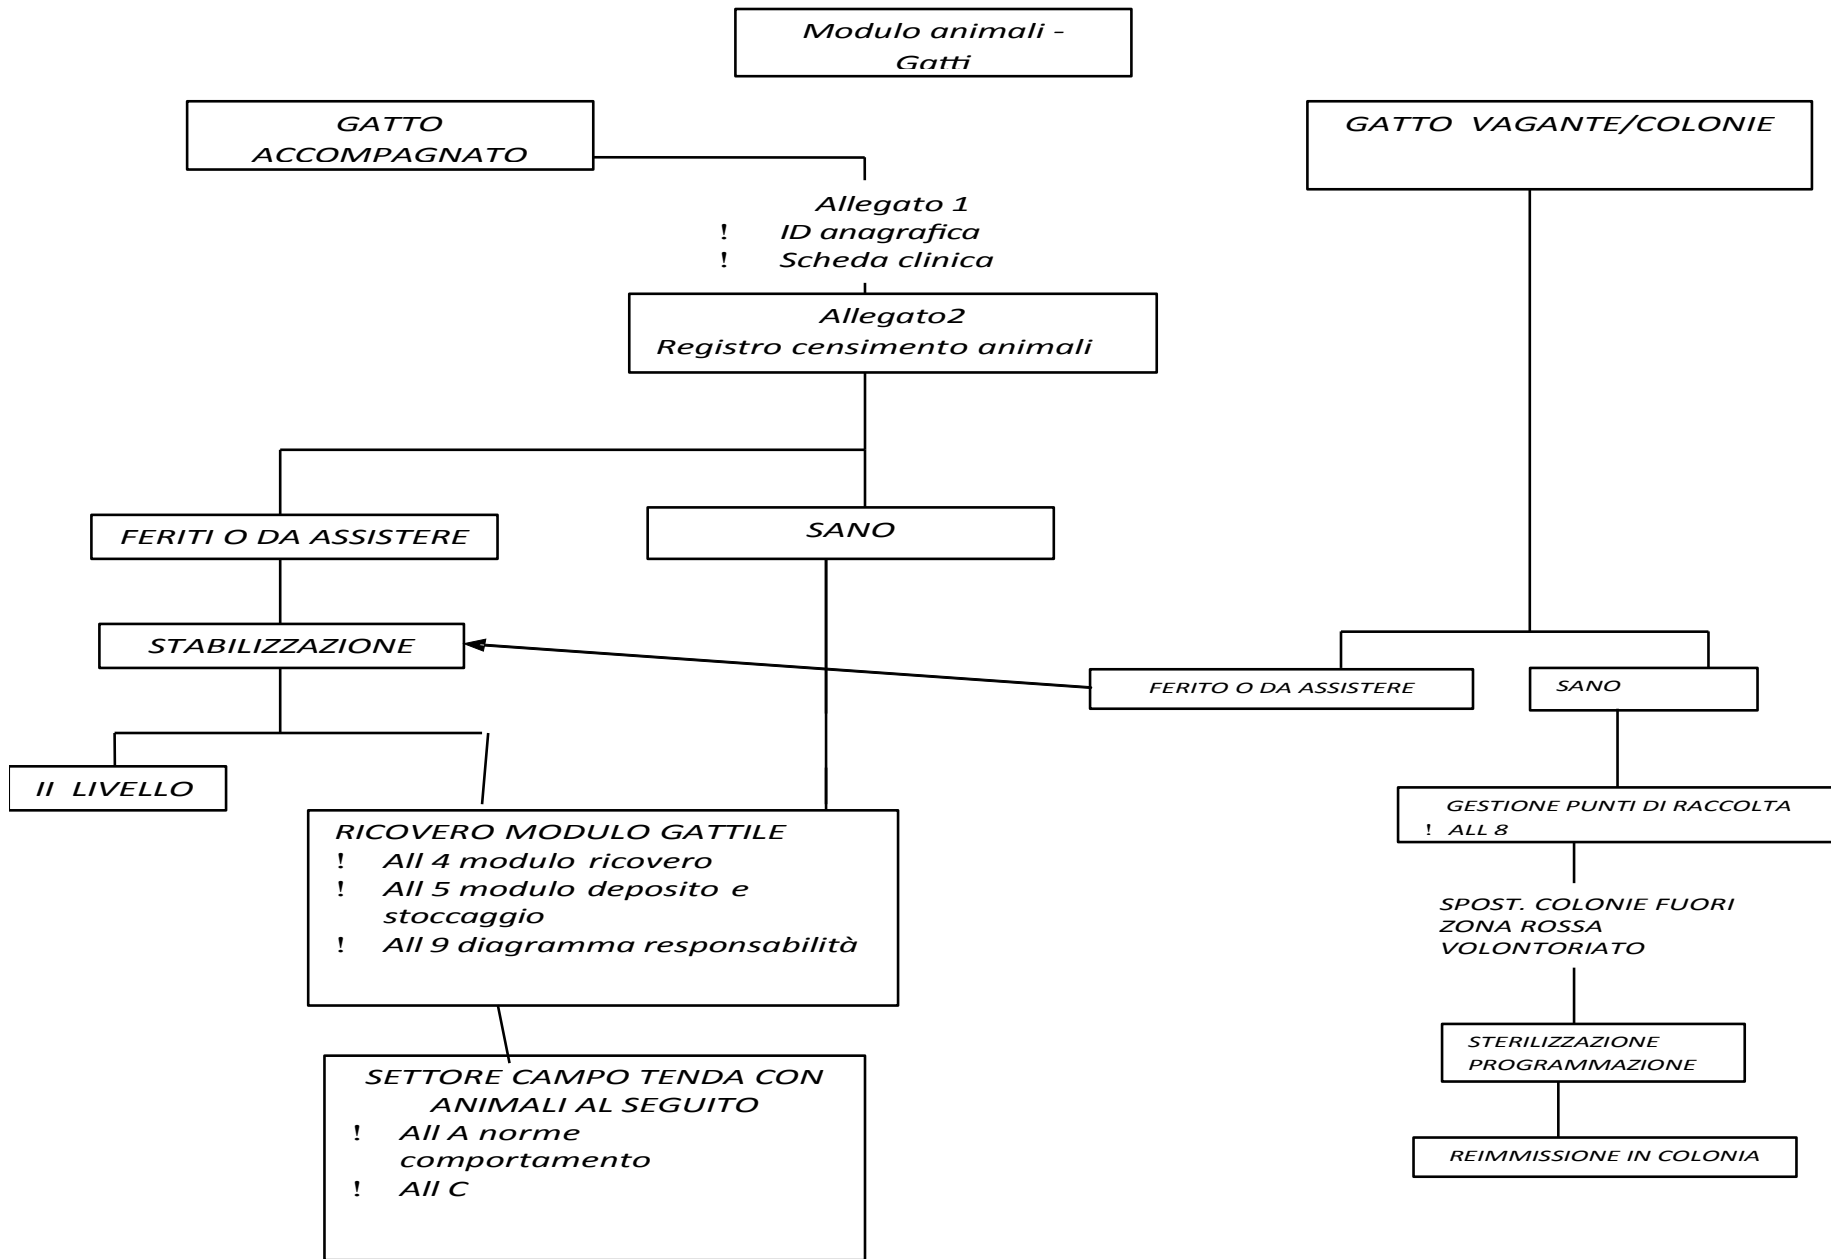 Modulo animali -
Gatti
GATTO
ACCOMPAGNATO
GATTO VAGANTE/COLONIE
Allegato 1
! ID anagrafica
! Scheda clinica
Allegato2
Registro censimento animali
FERITI O DA ASSISTERE
SANO
STABILIZZAZIONE
FERITO O DA ASSISTERE
SANO
II LIVELLO
RICOVERO MODULO GATTILE
! All 4 modulo ricovero
! All 5 modulo deposito e
stoccaggio
! All 9 diagramma responsabilità
GESTIONE PUNTI DI RACCOLTA
! ALL 8
SPOST. COLONIE FUORI
ZONA ROSSA
VOLONTORIATO
STERILIZZAZIONE
PROGRAMMAZIONE
REIMMISSIONE IN COLONIA
SETTORE CAMPO TENDA CON
ANIMALI AL SEGUITO
! All A norme
comportamento
! All C